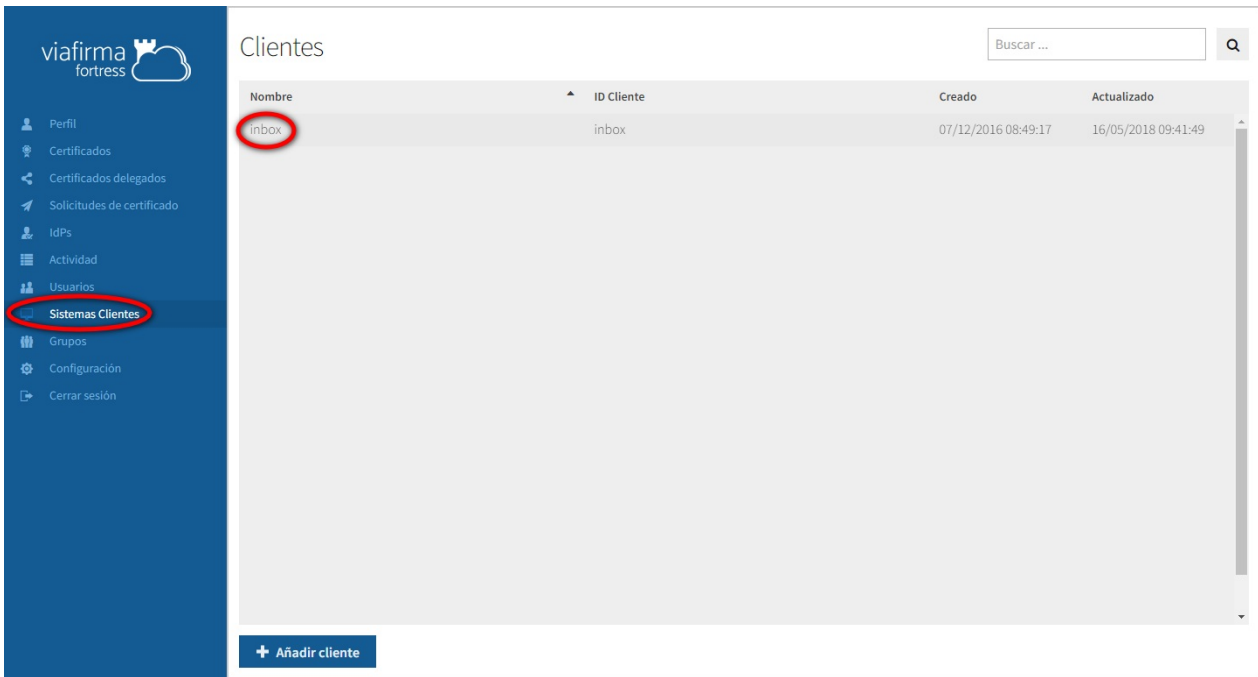 viafirma
fortress
Perfil
Certificados
Certificados delegados
Solicitudes de certificado
IdPs
Actividad
Usuarios
Sistemas Clientes
Grupos
Configuración
Cerrar sesión
Clientes
Buscar ...
Nombre ID Cliente Creado Actualizado
inbox inbox 07/12/2016 08:49:17 16/05/2018 09:41:49
+ Añadir cliente